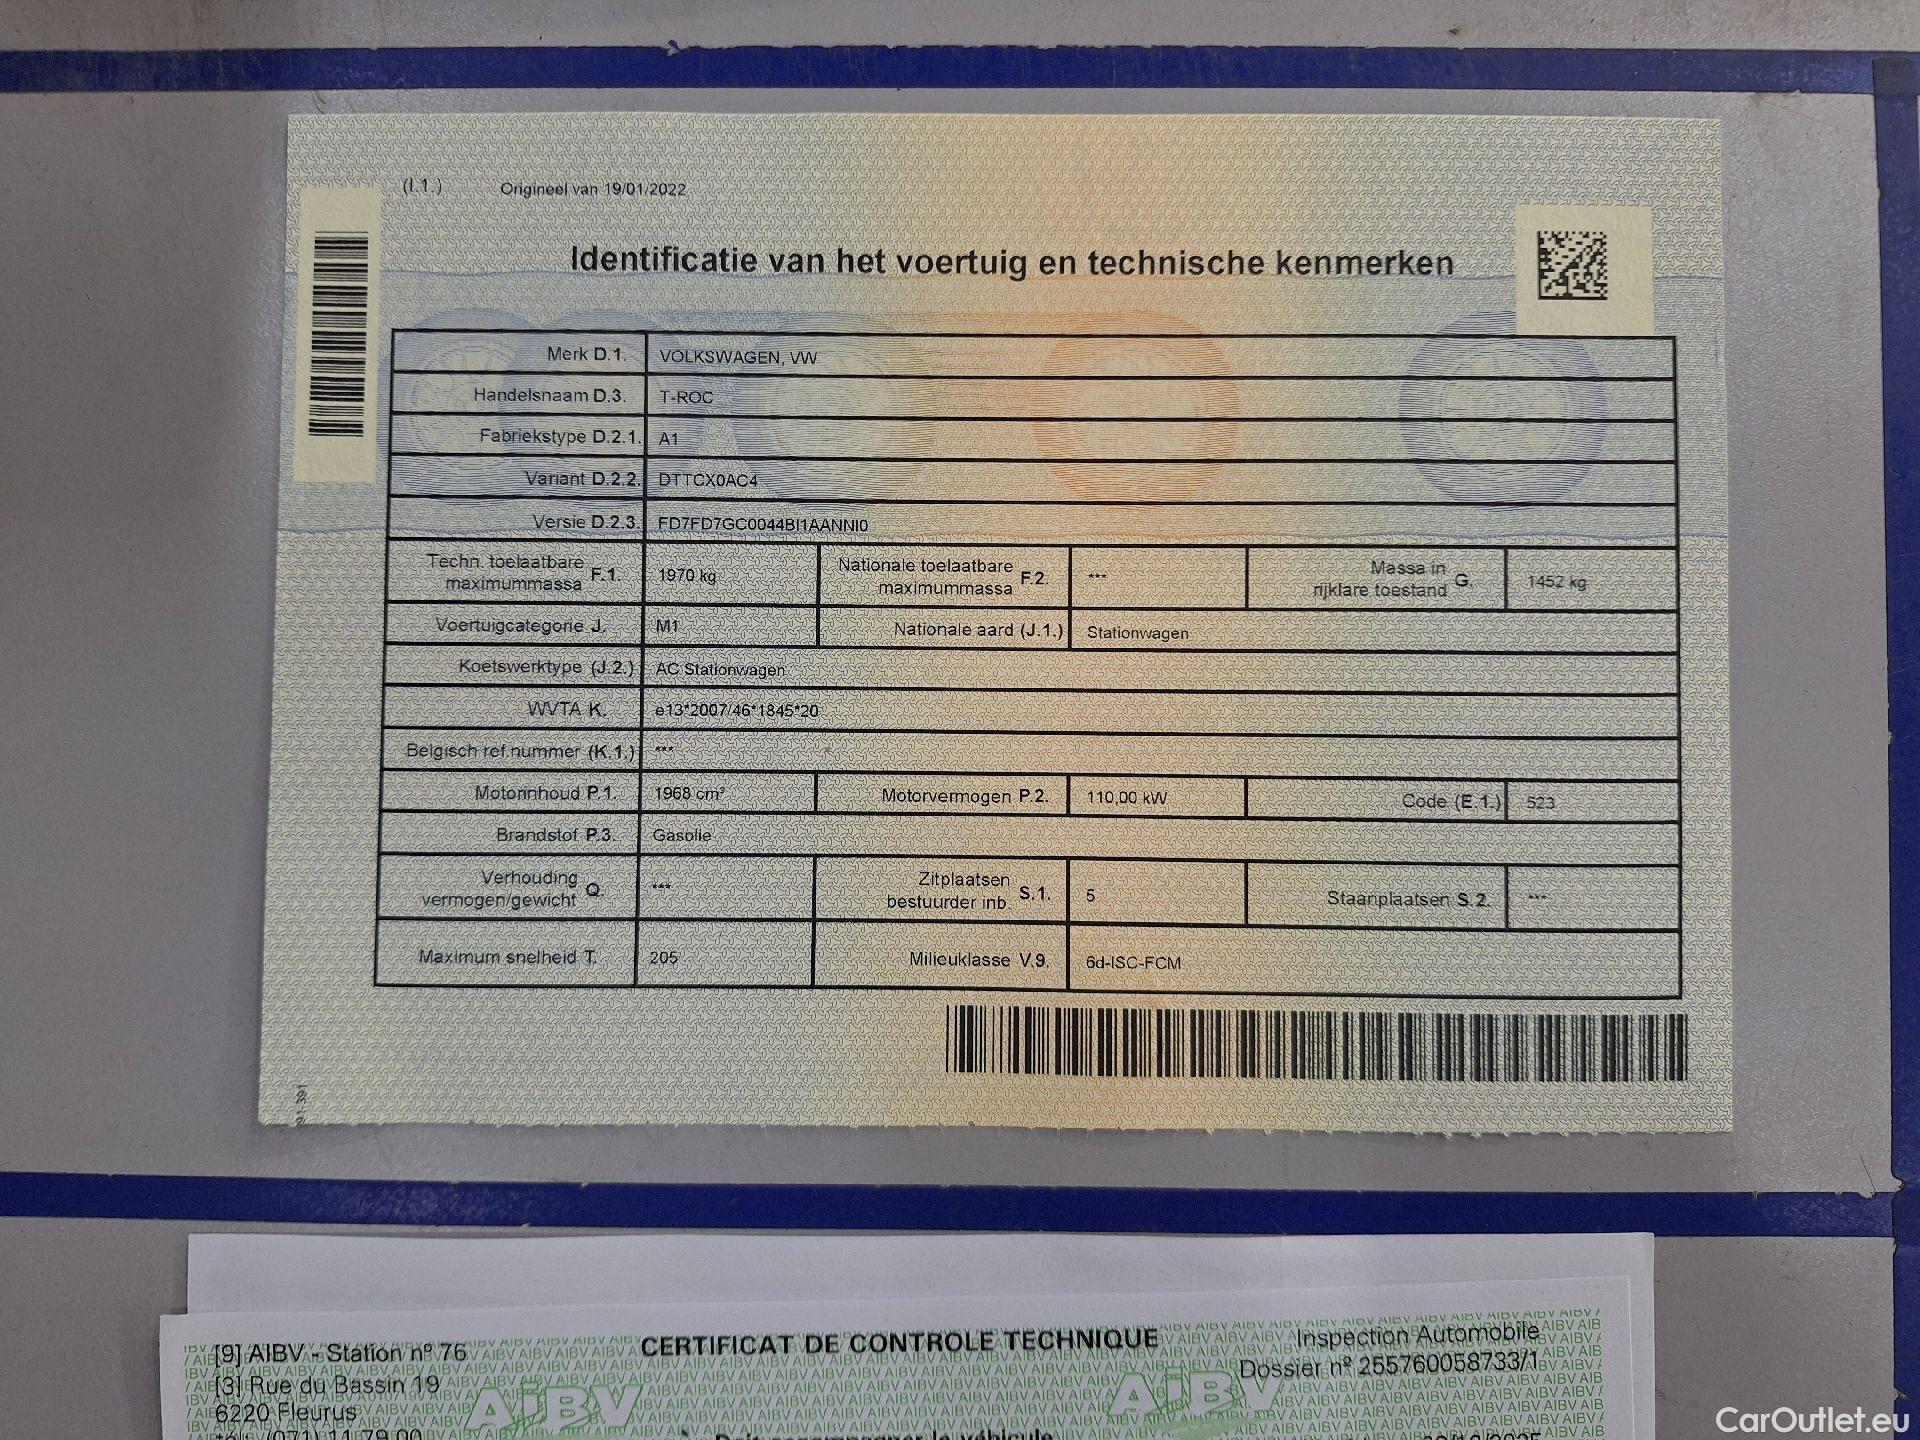 (I.1.) Origineel van 19/01/2022
Identificatie van het voertuig en technische kenmerken
Merk D.1. VOLKSWAGEN, VW
Handelsnaam D.3. T-ROC
Fabriekstype D.2.1. A1
Variant D.2.2. DTTCX0AC4
Versie D.2.3. FD7FD7GC0044BI1AANNI0
Techn. toelaatbare maximummassa F.1. 1970 kg Nationale toelaatbare maximummassa F.2. *** Massa in rijklare toestand G. 1452 kg
Voertuigcategorie J. M1 Nationale aard (J.1.) Stationwagen
Koetswerktype (J.2.) AC Stationwagen
WVTA K. e13*2007/46*1845*20
Belgisch ref.nummer (K.1.) ***
Motorinhoud P.1. 1968 cm³ Motorvermogen P.2. 110,00 kW Code (E.1.) 523
Brandstof P.3. Gasolie
Verhouding vermogen/gewicht Q. *** Zitplaatsen bestuurder inb. S.1. 5 Staanplaatsen S.2. ***
Maximum snelheid T. 205 Milieuklasse V.9. 6d-ISC-FCM
[9] AIBV - Station nº 76 CERTIFICAT DE CONTROLE TECHNIQUE Inspection Automobile
[3] Rue du Bassin 19 Dossier nº 255760058733/1
6220 Fleurus AIBV AIBV
CarOutlet.eu